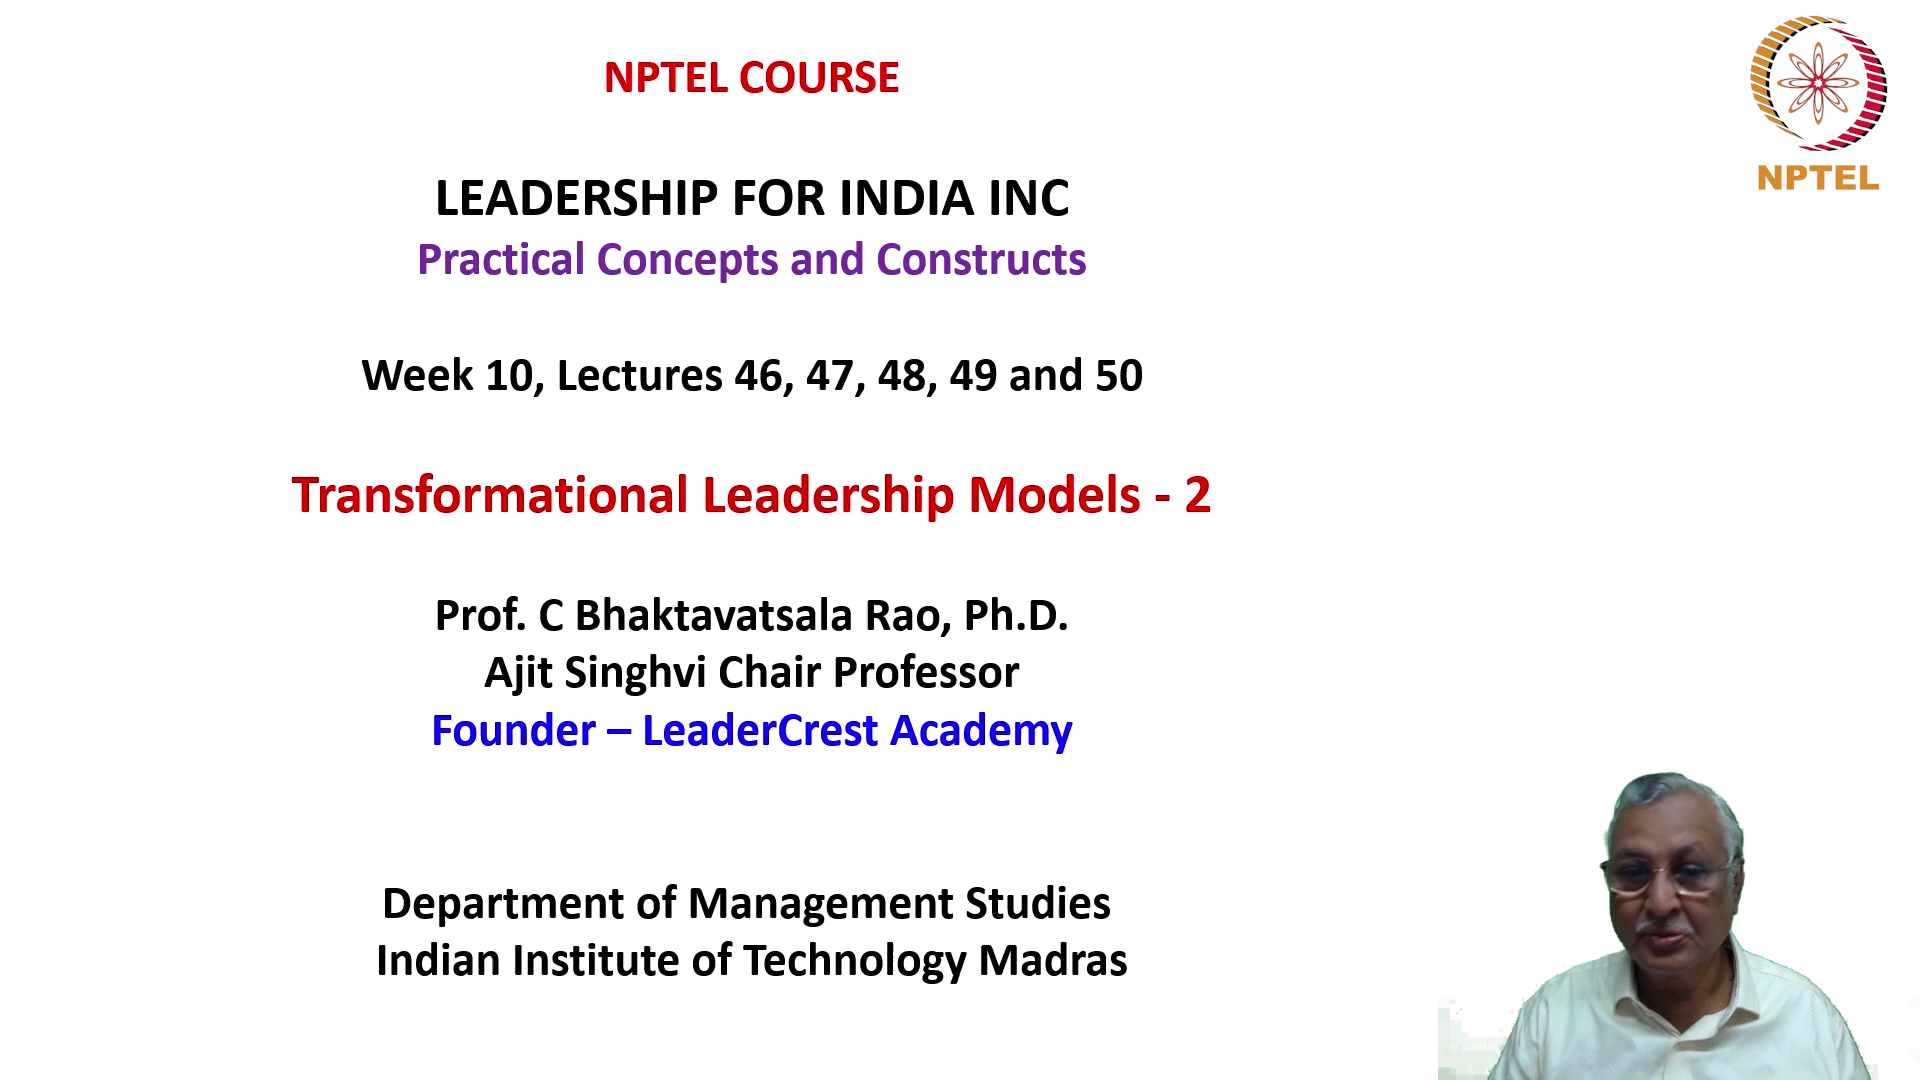 NPTEL COURSE
NPTEL
LEADERSHIP FOR INDIA INC
Practical Concepts and Constructs
Week 10, Lectures 46, 47, 48, 49 and 50
Transformational Leadership Models - 2
Prof. C Bhaktavatsala Rao, Ph.D.
Ajit Singhvi Chair Professor
Founder – LeaderCrest Academy
Department of Management Studies
Indian Institute of Technology Madras